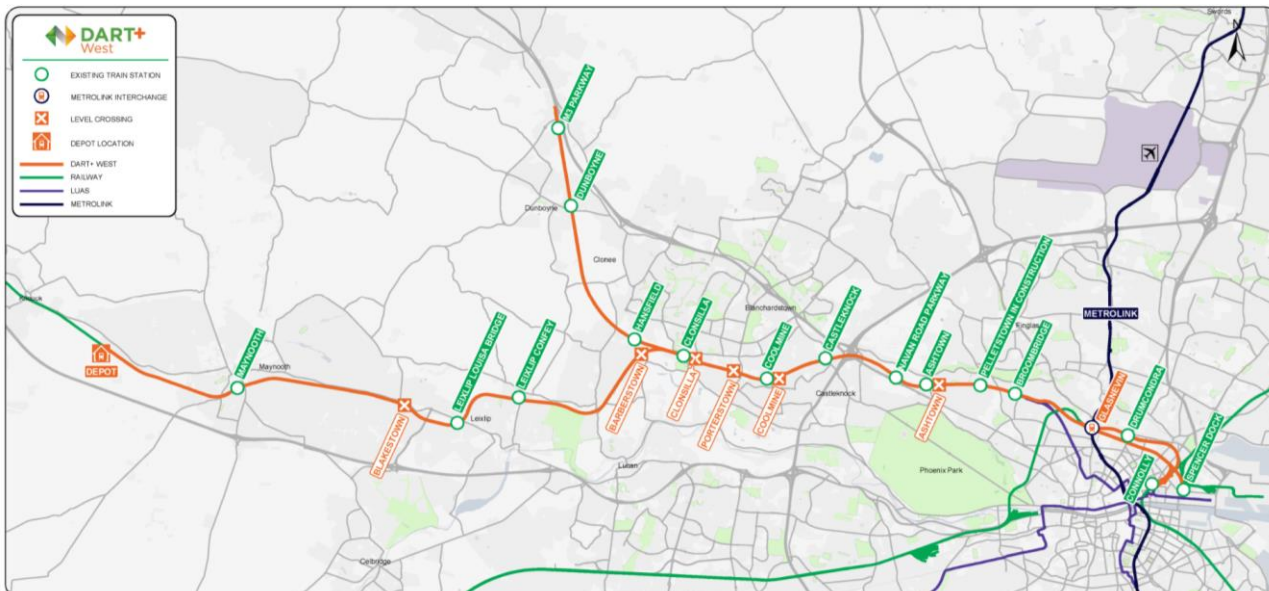 DART+
West
EXISTING TRAIN STATION
METROLINK INTERCHANGE
LEVEL CROSSING
DEPOT LOCATION
DART+ WEST
RAILWAY
LUAS
METROLINK
Swords
N
M3 PARKWAY
DUNBOYNE
Dunboyne
Clonee
HANSFIELD
CLONSILLA
Blanchardstown
COOLMINE
CASTLEKNOCK
NAVAN ROAD PARKWAY
ASHTOWN
PELLETSTOWN IN CONSTRUCTION
BROOMBRIDGE
METROLINK
GLASNEVIN
DRUMCONDRA
SPENCER DOCK
CONNOLLY
DEPOT
MAYNOOTH
Maynooth
BLAKESTOWN
LEIXLIP LOUISA BRIDGE
Leixlip
LEIXLIP CONFEY
BARBERSTOWN
CLONSILLA
PORTERSTOWN
COOLMINE
Castleknock
ASHTOWN
Phoenix Park
Lucan
Celbridge